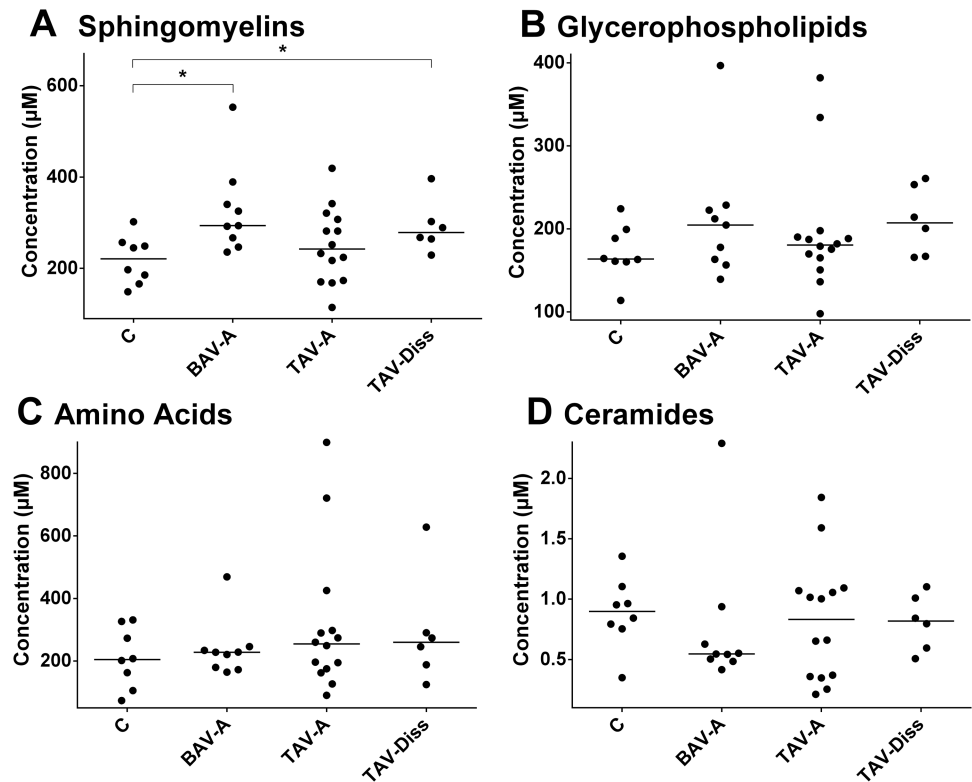 A Sphingomyelins
*
*
Concentration (µM)
600
400
200
C
BAV-A
TAV-A
TAV-Diss
B Glycerophospholipids
Concentration (µM)
400
300
200
100
C
BAV-A
TAV-A
TAV-Diss
C Amino Acids
Concentration (µM)
800
600
400
200
C
BAV-A
TAV-A
TAV-Diss
D Ceramides
Concentration (µM)
2.0
1.5
1.0
0.5
C
BAV-A
TAV-A
TAV-Diss